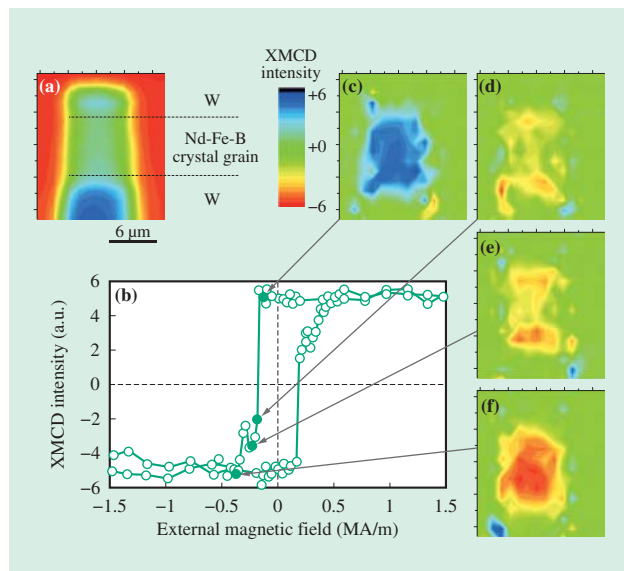 (a)
W
Nd-Fe-B
crystal grain
W
6 μm
XMCD
intensity
+6
+0
−6
(c)
(d)
(e)
(f)
(b)
XMCD intensity (a.u.)
6
4
2
0
−2
−4
−6
−1.5
−1
−0.5
0
0.5
1
1.5
External magnetic field (MA/m)